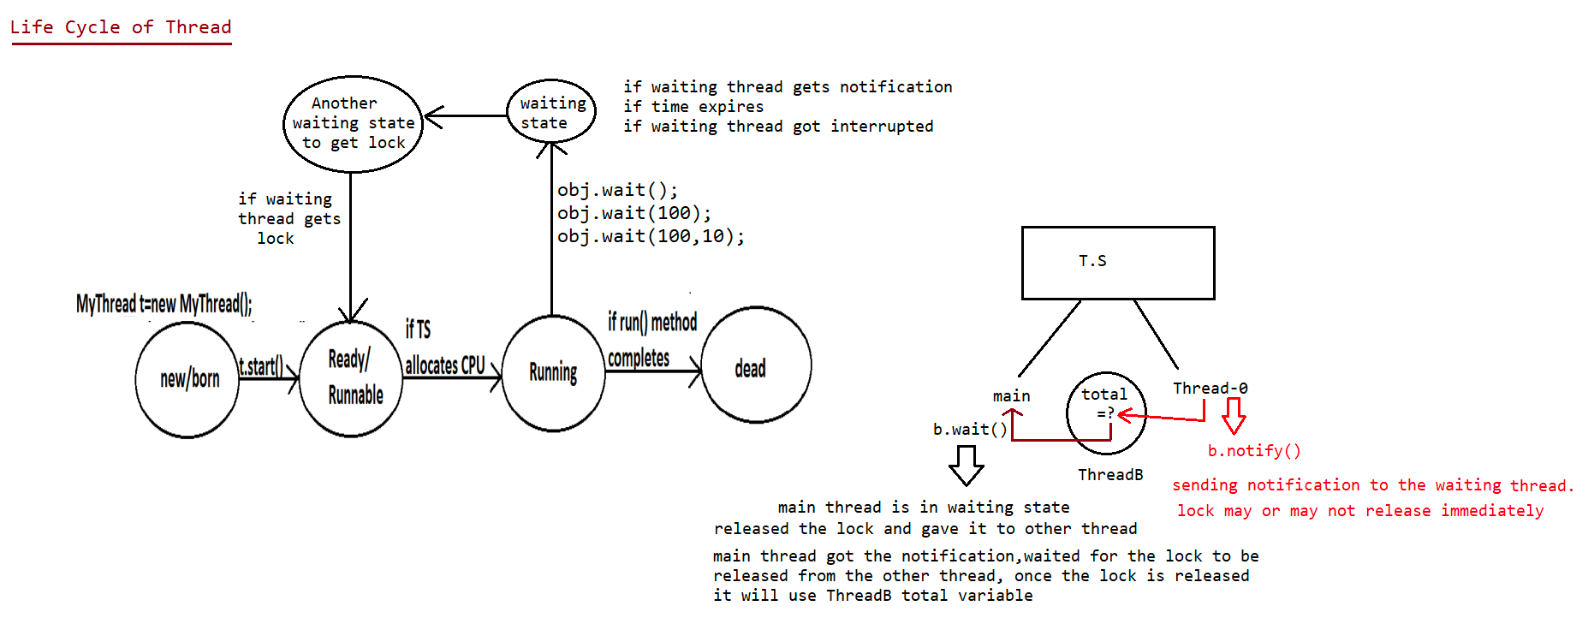 Life Cycle of Thread
Another
waiting state
to get lock
waiting
state
if waiting thread gets notification
if time expires
if waiting thread got interrupted
if waiting
thread gets
lock
obj.wait();
obj.wait(100);
obj.wait(100,10);
MyThread t=new MyThread();
new/born
t.start()
Ready/
Runnable
if TS
allocates CPU
Running
if run() method
completes
dead
T.S
main
total
=?
Thread-0
b.wait()
ThreadB
b.notify()
sending notification to the waiting thread.
lock may or may not release immediately
main thread is in waiting state
released the lock and gave it to other thread
main thread got the notification,waited for the lock to be
released from the other thread, once the lock is released
it will use ThreadB total variable